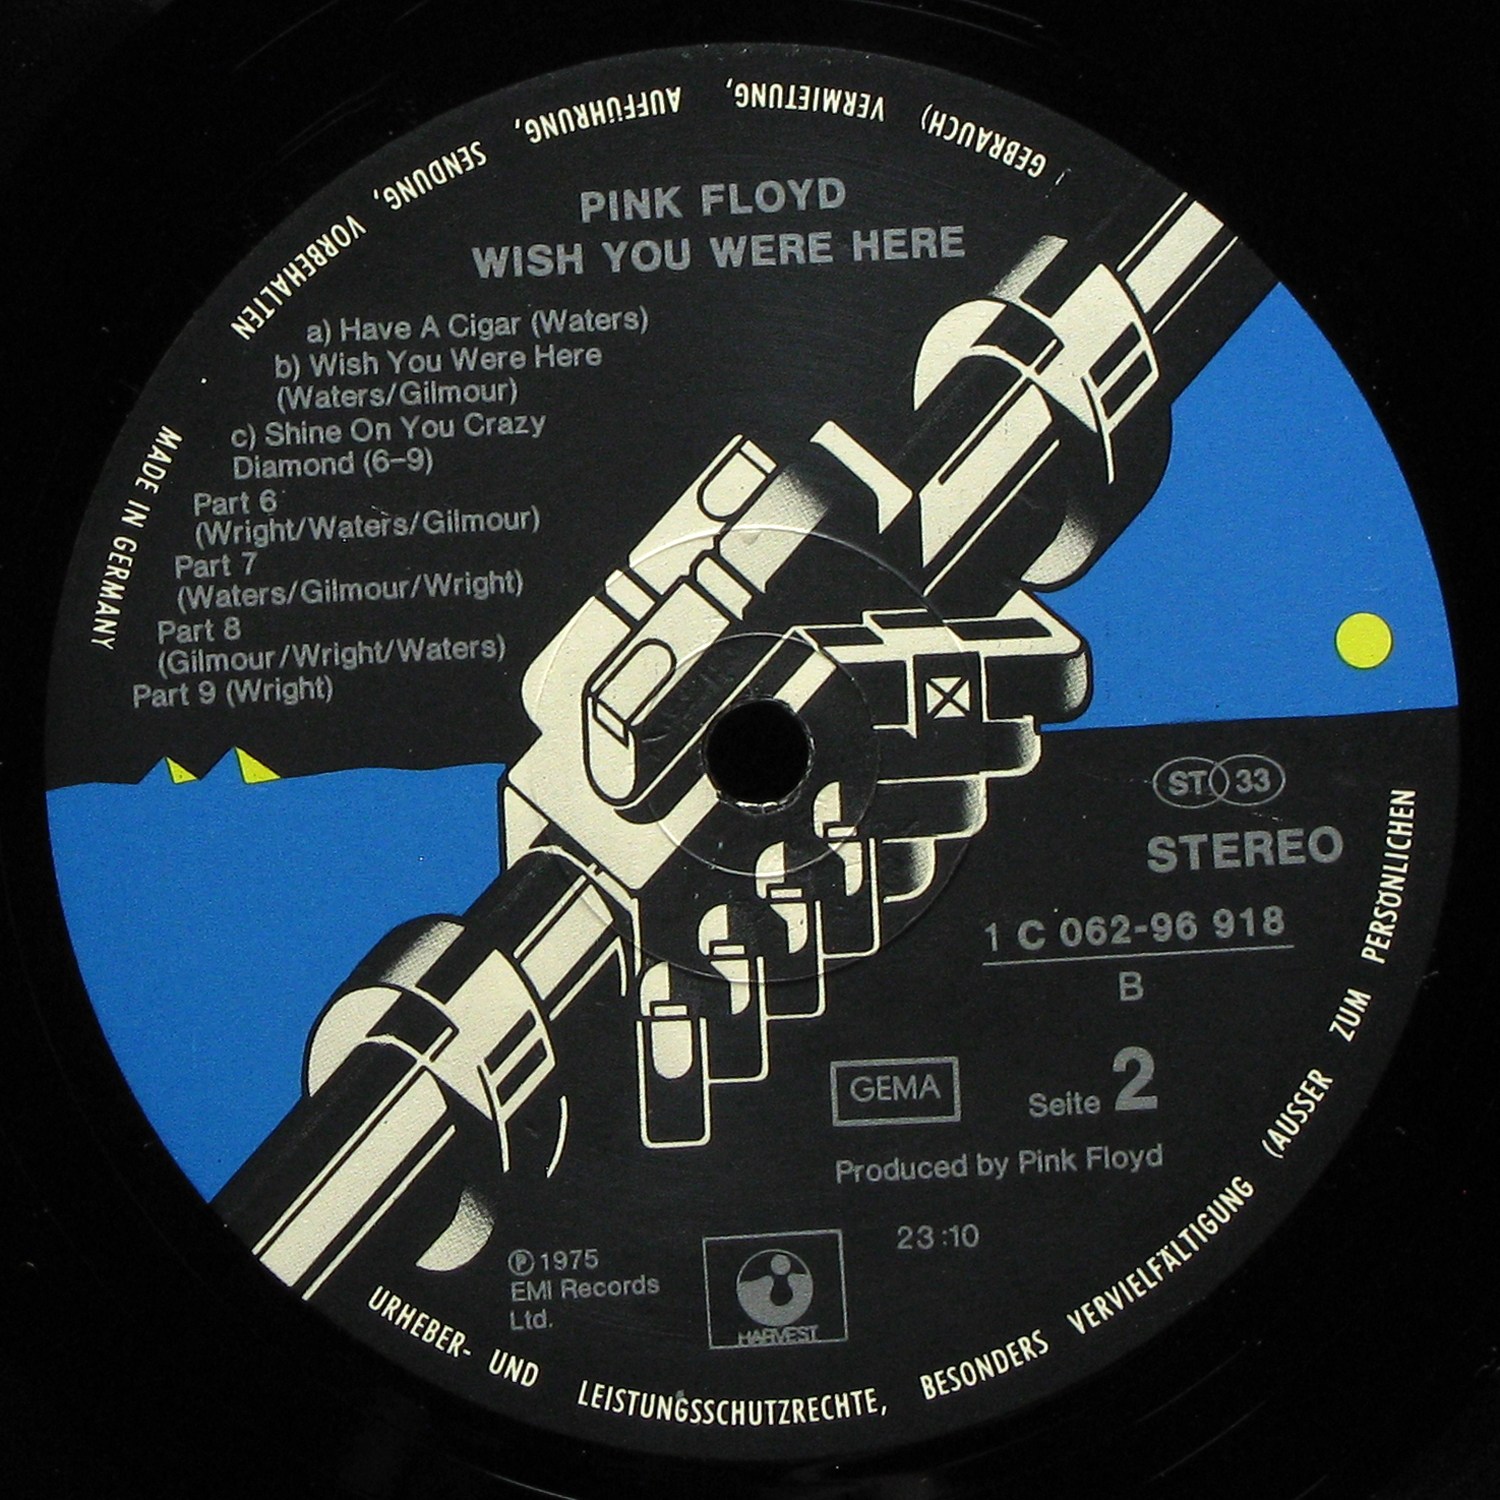 PINK FLOYD
WISH YOU WERE HERE
a) Have A Cigar (Waters)
b) Wish You Were Here
(Waters/Gilmour)
c) Shine On You Crazy
Diamond (6–9)
Part 6
(Wright/Waters/Gilmour)
Part 7
(Waters/Gilmour/Wright)
Part 8
(Gilmour/Wright/Waters)
Part 9 (Wright)
ST 33
STEREO
1 C 062-96 918
B
GEMA
Seite 2
Produced by Pink Floyd
23:10
℗ 1975
EMI Records
Ltd.
HARVEST
MADE IN GERMANY
URHEBER- UND LEISTUNGSSCHUTZRECHTE, BESONDERS VERVIELFÄLTIGUNG (AUSSER ZUM PERSÖNLICHEN GEBRAUCH) VERMIETUNG, AUFFÜHRUNG, SENDUNG, VORBEHALTEN